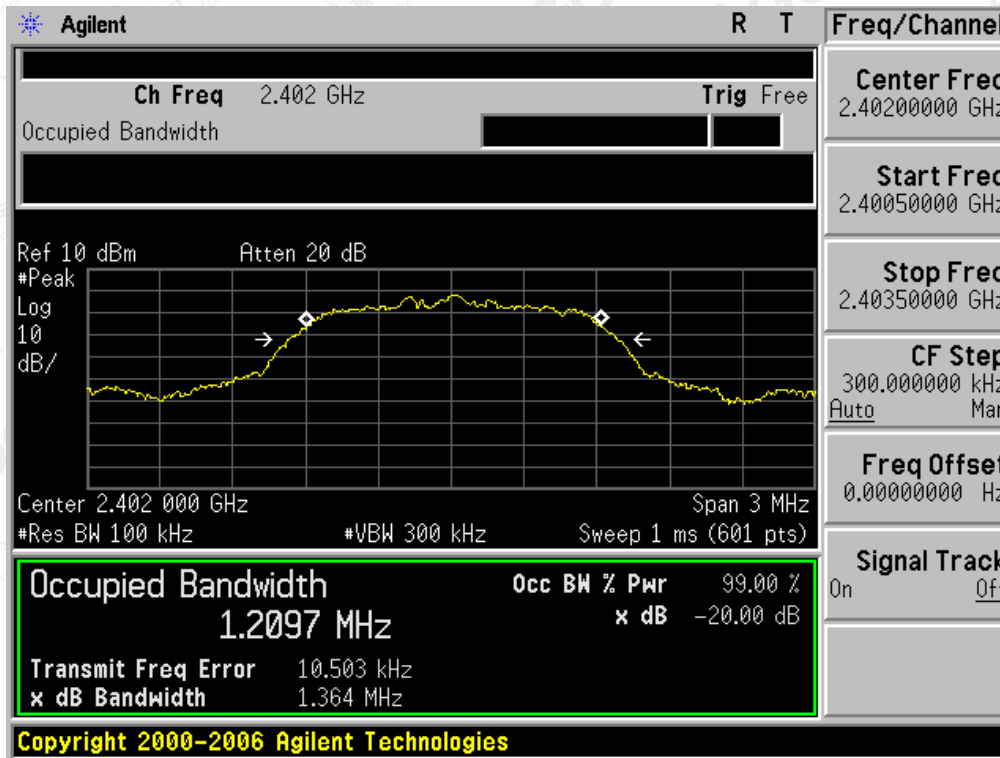 Agilent R T Freq/Channel
Ch Freq 2.402 GHz Trig Free
Occupied Bandwidth
Center Freq
2.40200000 GHz
Start Freq
2.40050000 GHz
Stop Freq
2.40350000 GHz
CF Step
300.000000 kHz
Auto Man
Freq Offset
0.00000000 Hz
Signal Track
On Off
Ref 10 dBm Atten 20 dB
#Peak
Log
10
dB/
Center 2.402 000 GHz Span 3 MHz
#Res BW 100 kHz #VBW 300 kHz Sweep 1 ms (601 pts)
Occupied Bandwidth Occ BW % Pwr 99.00 %
1.2097 MHz x dB -20.00 dB
Transmit Freq Error 10.503 kHz
x dB Bandwidth 1.364 MHz
Copyright 2000-2006 Agilent Technologies